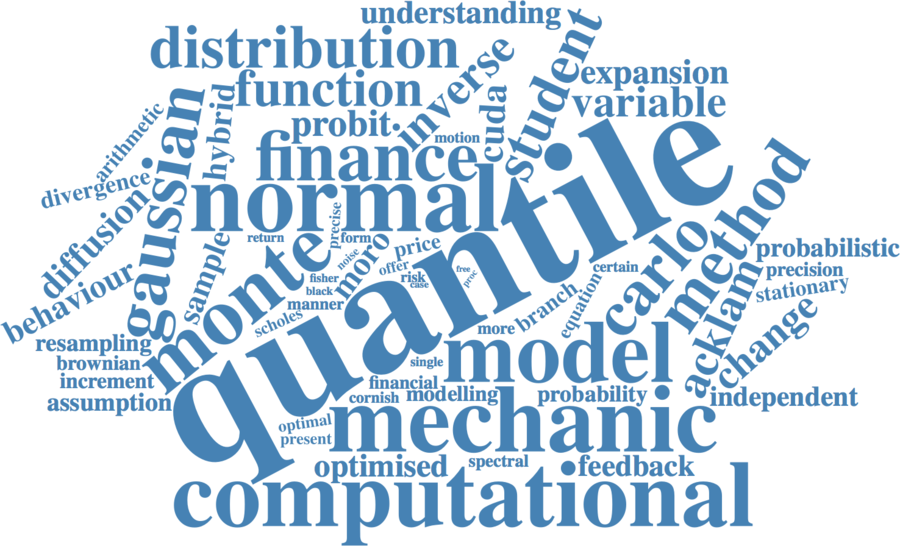 understanding
distribution
student
expansion
function
inverse
variable
hybrid
cuda
arithmetic
probit
motion
finance
gaussian
divergence
normal
quantile
method
diffusion
precise
return
form
moro
price
noise
offer
carlo
probabilistic
sample
monte
fisher
risk
case
free
proc
certain
precision
acklam
stationary
behaviour
black
manner
scholes
branch
equation
change
more
resampling
model
brownian
single
increment
financial
cornish
modelling
probability
independent
assumption
mechanic
optimal
present
optimised
spectral
feedback
computational